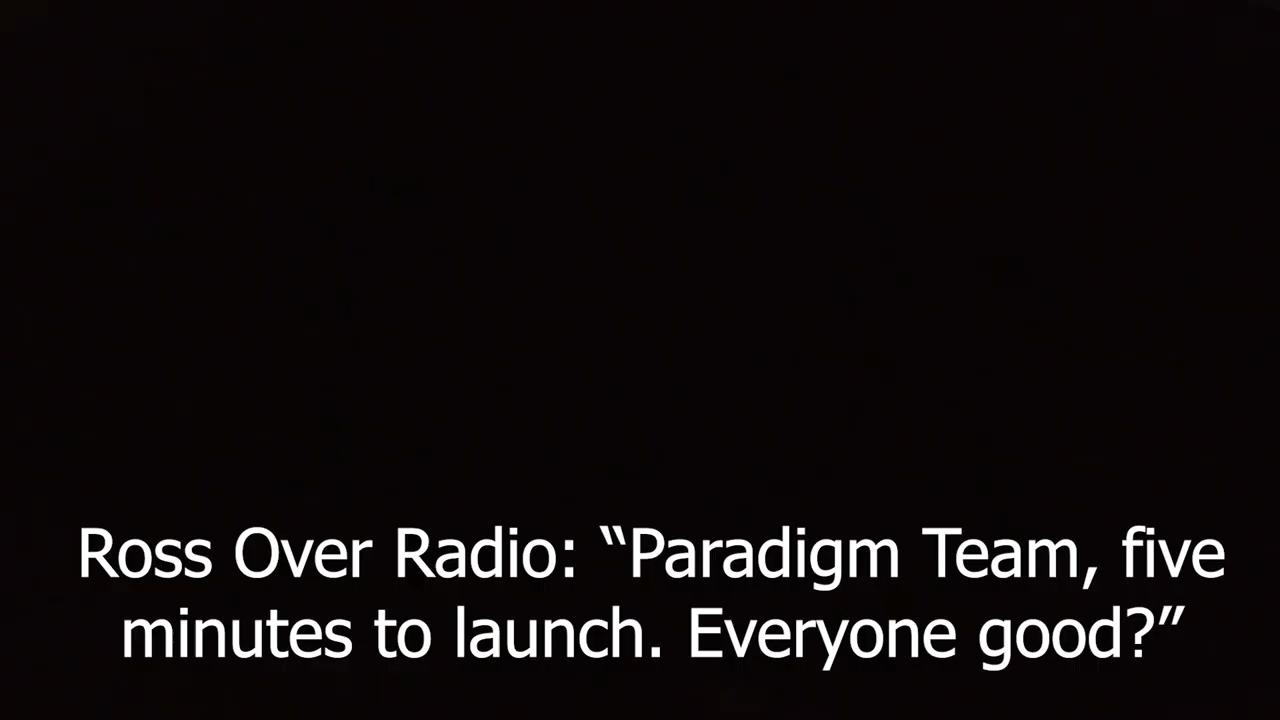 Ross Over Radio: “Paradigm Team, five
minutes to launch. Everyone good?”